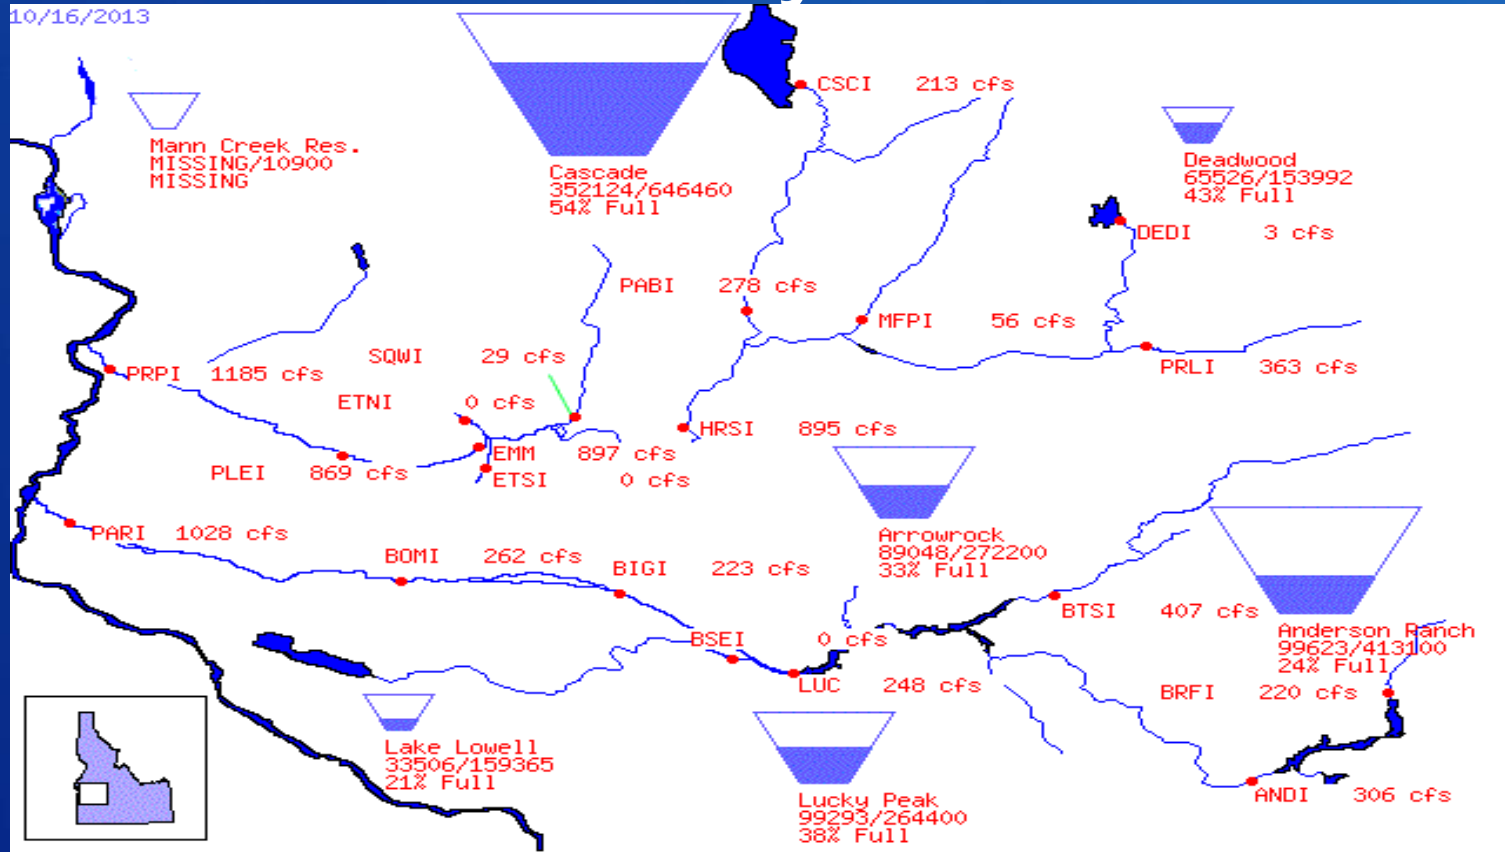 10/16/2013
CSCI 213 cfs
Mann Creek Res.
MISSING/10900
MISSING
Cascade
352124/646460
54% Full
Deadwood
65526/153992
43% Full
DEDI 3 cfs
PABI 278 cfs
MFPI 56 cfs
SQWI 29 cfs
PRLI 363 cfs
PRPI 1185 cfs
ETNI 0 cfs
HRSI 895 cfs
EMM 897 cfs
PLEI 869 cfs
ETSI 0 cfs
PARI 1028 cfs
Arrowrock
89048/272200
33% Full
BOMI 262 cfs
BIGI 223 cfs
BTSI 407 cfs
Anderson Ranch
99623/413100
24% Full
BSEI 0 cfs
LUC 248 cfs
BRFI 220 cfs
Lake Lowell
33506/159365
21% Full
Lucky Peak
99293/264400
38% Full
ANDI 306 cfs